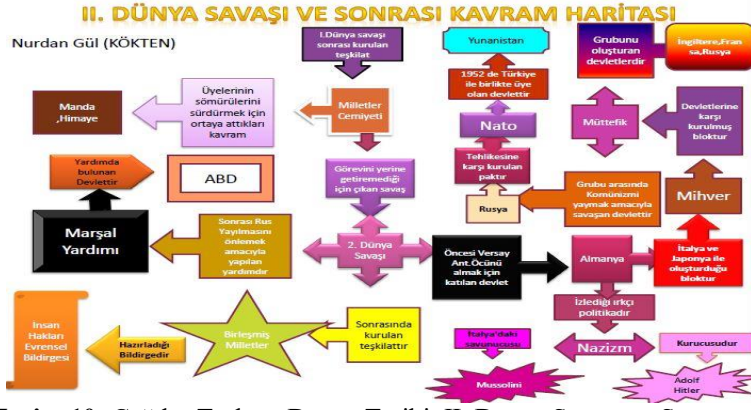 II. DÜNYA SAVAŞI VE SONRASI KAVRAM HARİTASI
Nurdan Gül (KÖKTEN)
I.Dünya savaşı
sonrası kurulan
teşkilat
Yunanistan
Grubunu
oluşturan
devletlerdir
İngiltere,Fran
sa,Rusya
1952 de Türkiye
ile birlikte üye
olan devlettir
Manda
,Himaye
Üyelerinin
sömürülerini
sürdürmek için
ortaya attıkları
kavram
Milletler
Cemiyeti
Nato
Müttefik
Devletlerine
karşı
kurulmuş
bloktur
Yardımda
bulunan
Devlettir
ABD
Görevini yerine
getiremediği
için çıkan savaş
Tehlikesine
karşı kurulan
paktır
Rusya
Grubu arasında
Komünizmi
yaymak amacıyla
savaşan devlettir
Mihver
Marşal
Yardımı
Sonrası Rus
Yayılmasını
önlemek
amacıyla
yapılan
yardımdır
2. Dünya
Savaşı
Öncesi Versay
Ant.Öcünü
almak için
katılan devlet
Almanya
İtalya ve
Japonya ile
oluşturduğu
bloktur
İzlediği ırkçı
politikadır
İnsan
Hakları
Evrensel
Bildirgesi
Hazırladığı
Bildirgedir
Birleşmiş
Milletler
Sonrasında
kurulan
teşkilattır
İtalya'daki
savunucusu
Nazizm
Kurucusudur
Mussolini
Adolf
Hitler